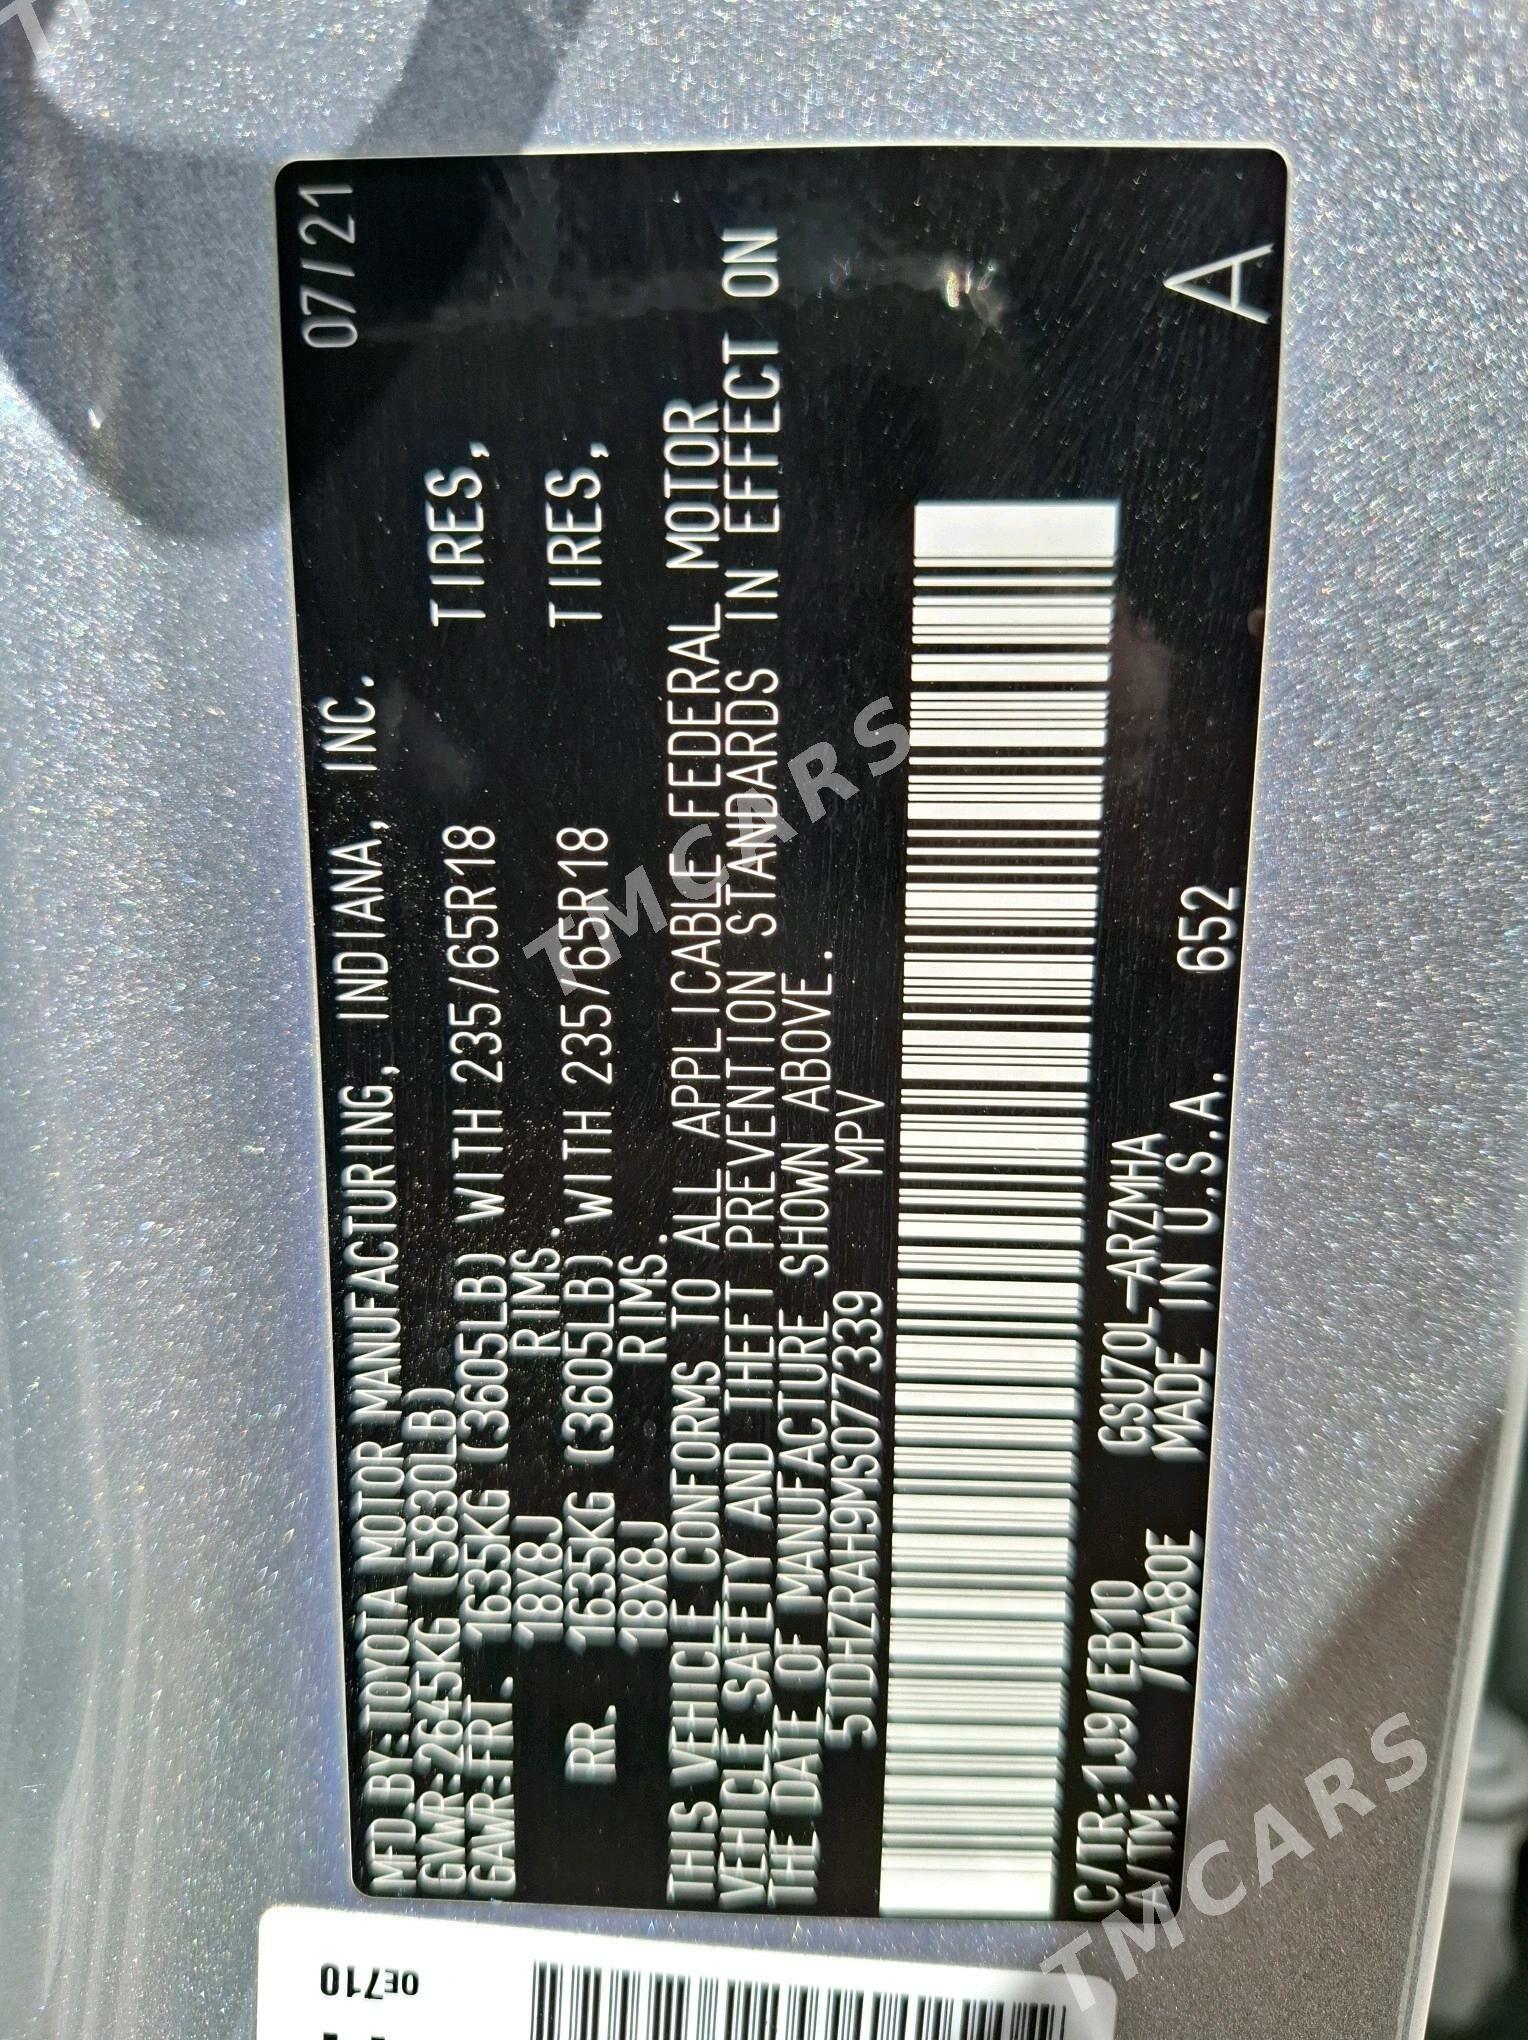 07/21
MFD.BY:TOYOTA MOTOR MANUFACTURING, INDIANA, INC.
GVWR:2645KG (5830LB)
GAWR:FRT. 1635KG (3605LB) WITH 235/65R18 TIRES,
18X8J RIMS.
RR. 1635KG (3605LB) WITH 235/65R18 TIRES,
18X8J RIMS.
THIS VEHICLE CONFORMS TO ALL APPLICABLE FEDERAL MOTOR
VEHICLE SAFETY AND THEFT PREVENTION STANDARDS IN EFFECT ON
THE DATE OF MANUFACTURE SHOWN ABOVE.
5TDHZRAH9MS077339 MPV
C/TR:1J9/EB10 GSU70L-ARZMHA
A/TM: /UA80E MADE IN U.S.A. 652
A
0E710
TMCARS
TMCARS